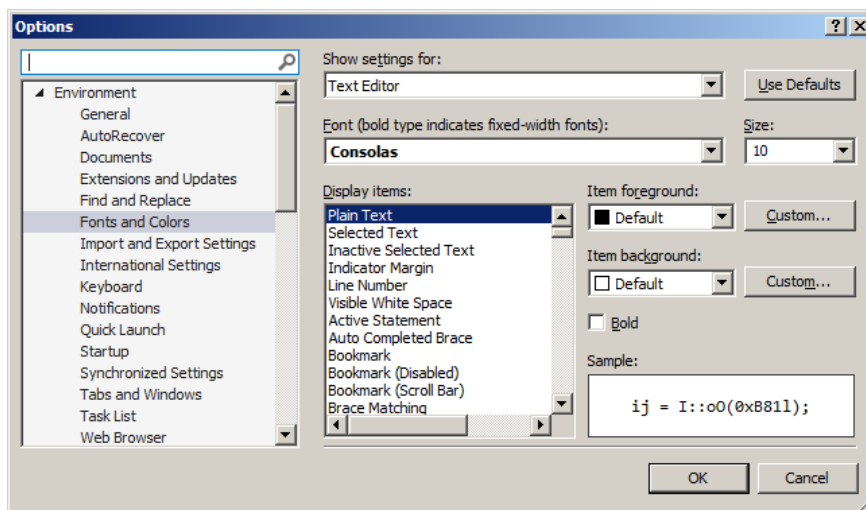 Options
Environment
General
AutoRecover
Documents
Extensions and Updates
Find and Replace
Fonts and Colors
Import and Export Settings
International Settings
Keyboard
Notifications
Quick Launch
Startup
Synchronized Settings
Tabs and Windows
Task List
Web Browser
Show settings for:
Text Editor
Use Defaults
Font (bold type indicates fixed-width fonts):
Size:
Consolas
10
Display items:
Plain Text
Selected Text
Inactive Selected Text
Indicator Margin
Line Number
Visible White Space
Active Statement
Auto Completed Brace
Bookmark
Bookmark (Disabled)
Bookmark (Scroll Bar)
Brace Matching
Item foreground:
Default
Custom...
Item background:
Default
Custom...
Bold
Sample:
ij = I::oO(0xB81l);
OK
Cancel